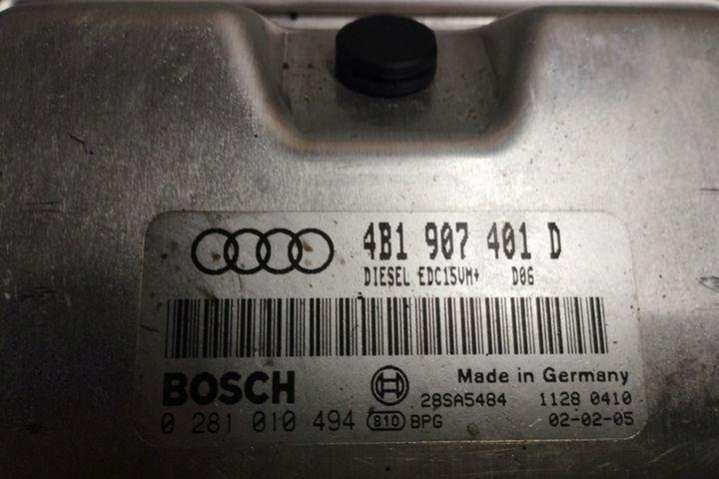 4B1 907 401 D
DIESEL EDC15VM+ D06
BOSCH
Made in Germany
28SA5484 1128 0410
0 281 010 494 810 BPG 02-02-05